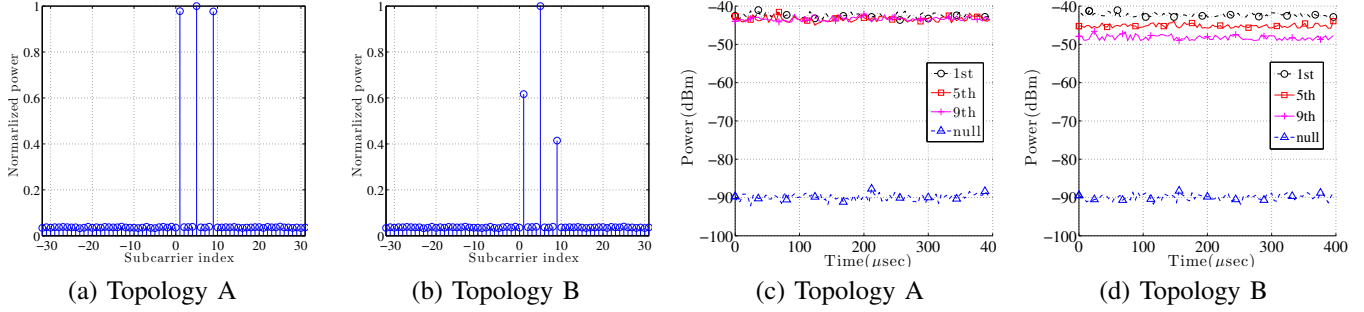 Normarlized power
1
0.8
0.6
0.4
0.2
0
−30 −20 −10 0 10 20 30
Subcarrier index
(a) Topology A
Normarlized power
1
0.8
0.6
0.4
0.2
0
−30 −20 −10 0 10 20 30
Subcarrier index
(b) Topology B
Power(dBm)
−40
−50
−60
−70
−80
−90
−100
1st
5th
9th
null
0 100 200 300 40
Time(μsec)
(c) Topology A
Power(dBm)
−40
−50
−60
−70
−80
−90
−100
1st
5th
9th
null
0 100 200 300 400
Time(μsec)
(d) Topology B